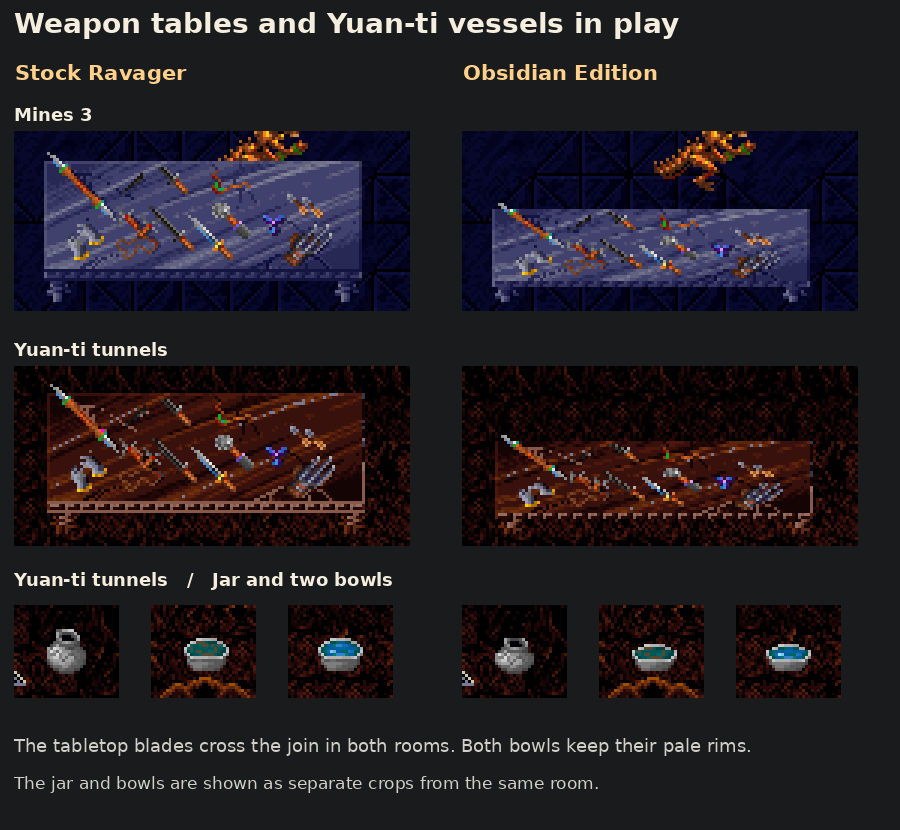 Weapon tables and Yuan-ti vessels in play
Stock Ravager
Obsidian Edition
Mines 3
Yuan-ti tunnels
Yuan-ti tunnels / Jar and two bowls
The tabletop blades cross the join in both rooms. Both bowls keep their pale rims.
The jar and bowls are shown as separate crops from the same room.